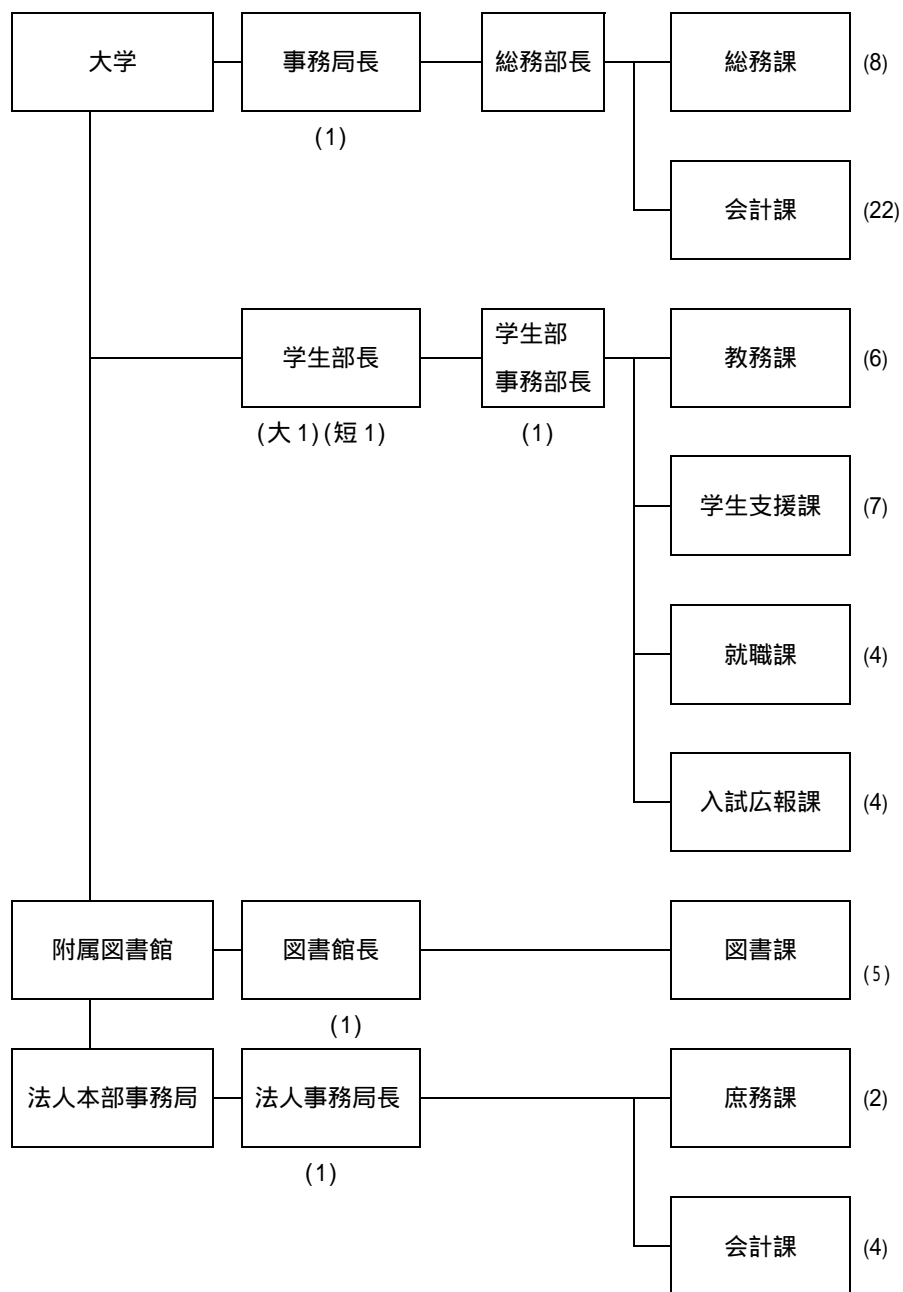 大学
事務局長
総務部長
総務課
(8)
(1)
会計課
(22)
学生部長
学生部
事務部長
教務課
(6)
(大1)(短1)
(1)
学生支援課
(7)
就職課
(4)
入試広報課
(4)
附属図書館
図書館長
図書課
(5)
(1)
法人本部事務局
法人事務局長
庶務課
(2)
(1)
会計課
(4)